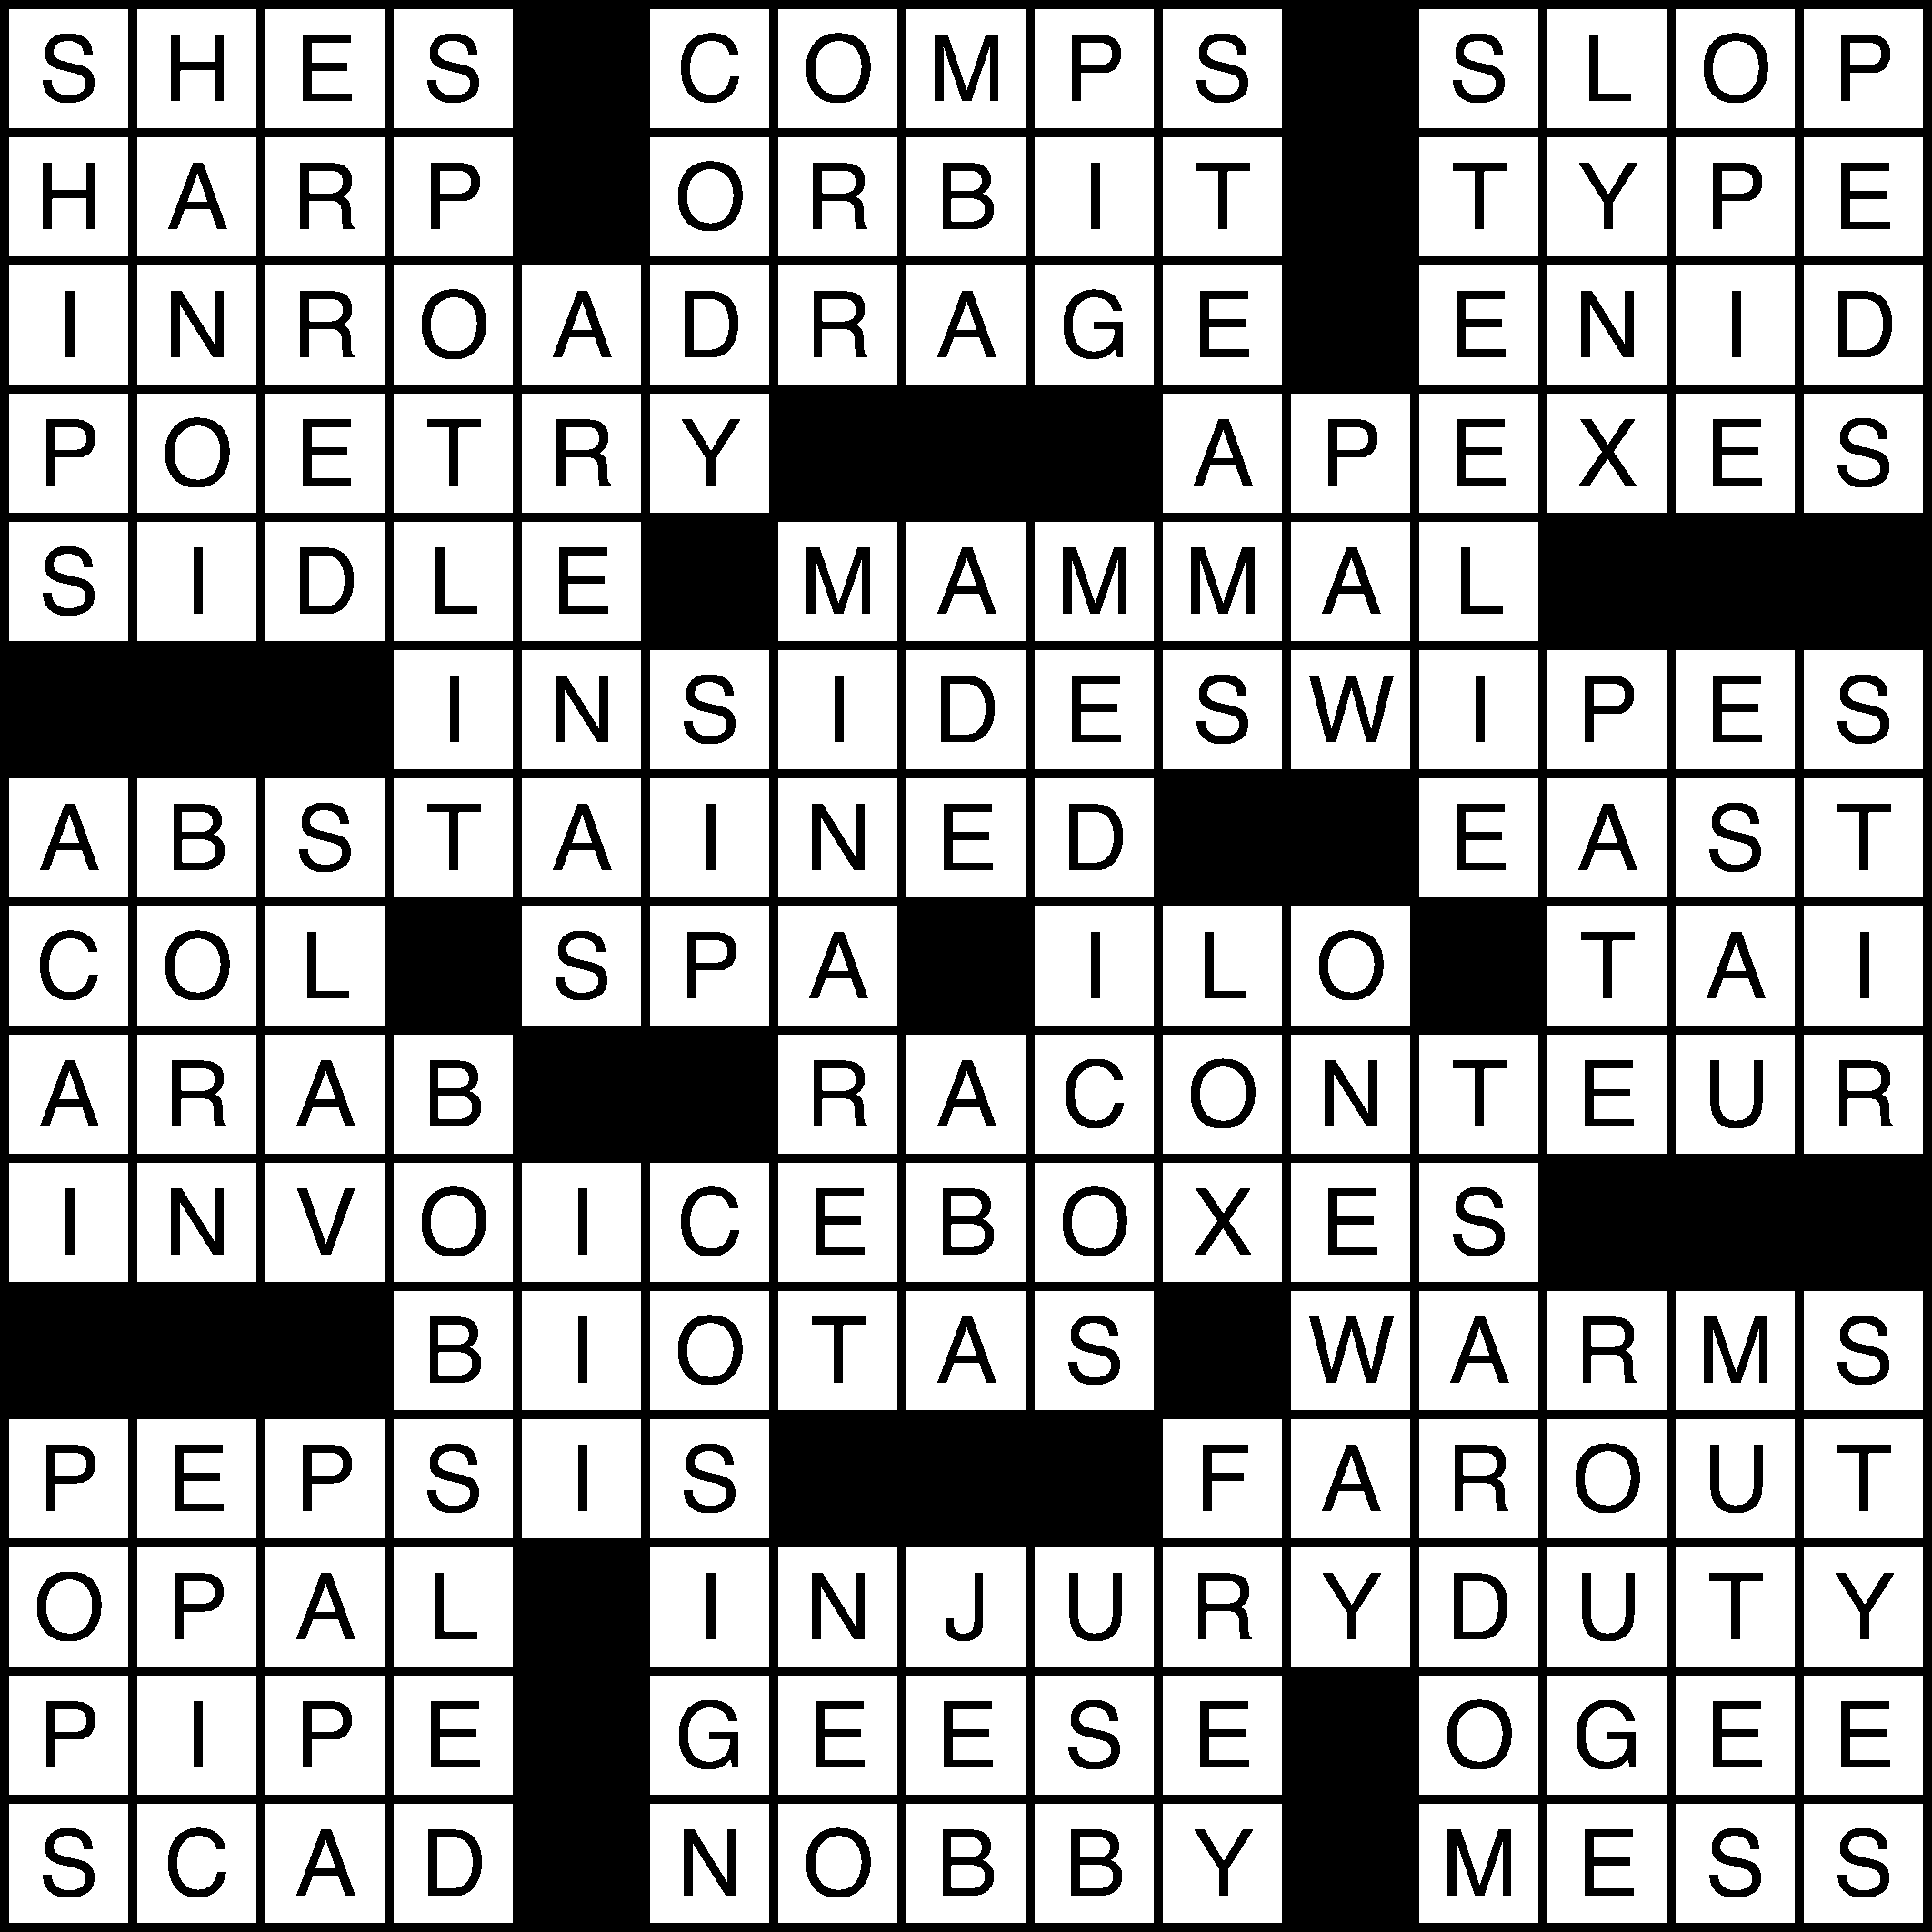 SHES COMPS SLOP
HARP ORBIT TYPE
INROADRAGE ENID
POETRY APEXES
SIDLE MAMMAL
INSIDESWIPES
ABSTAINED EAST
COL SPA ILO TAI
ARAB RACONTEUR
INVOICEBOXES
BIOTAS WARMS
PEPSIS FAROUT
OPAL INJURYDUTY
PIPE GEESE OGEE
SCAD NOBBY MESS